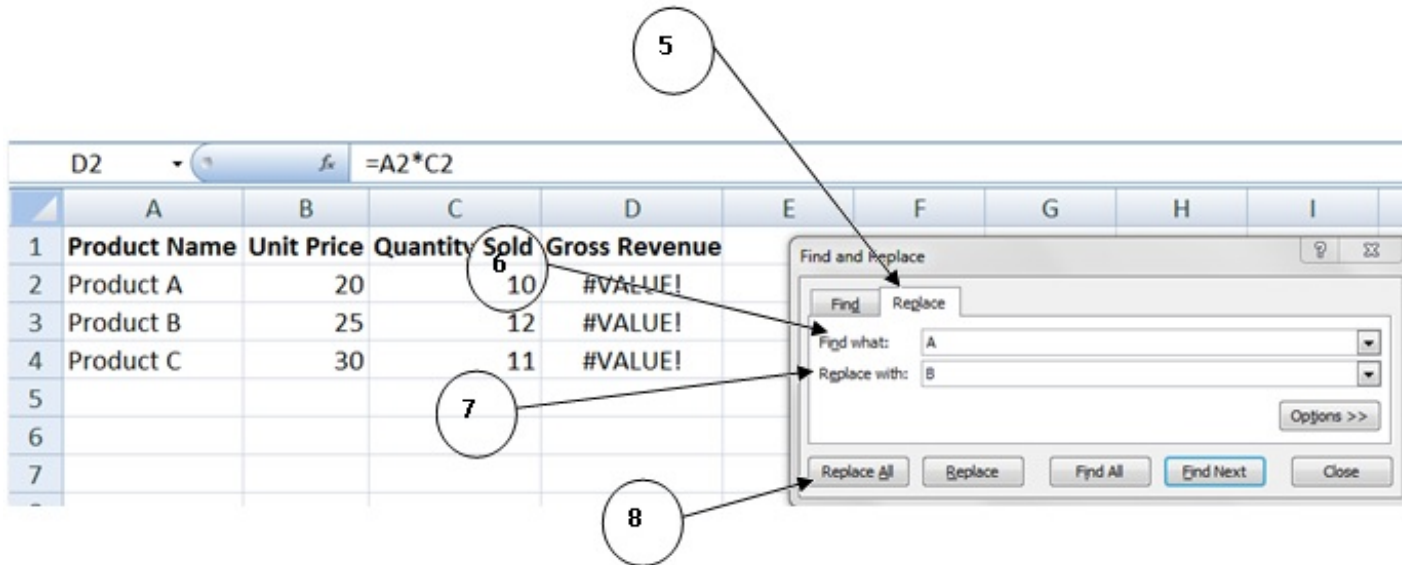 5
D2 fx =A2*C2
A B C D E F G H I
1 Product Name Unit Price Quantity Sold Gross Revenue
Find and Replace
6
2 Product A 20 10 #VALUE!
Find Replace
3 Product B 25 12 #VALUE!
Find what: A
4 Product C 30 11 #VALUE!
Replace with: B
7
5
Options >>
6
7
Replace All Replace Find All Find Next Close
8